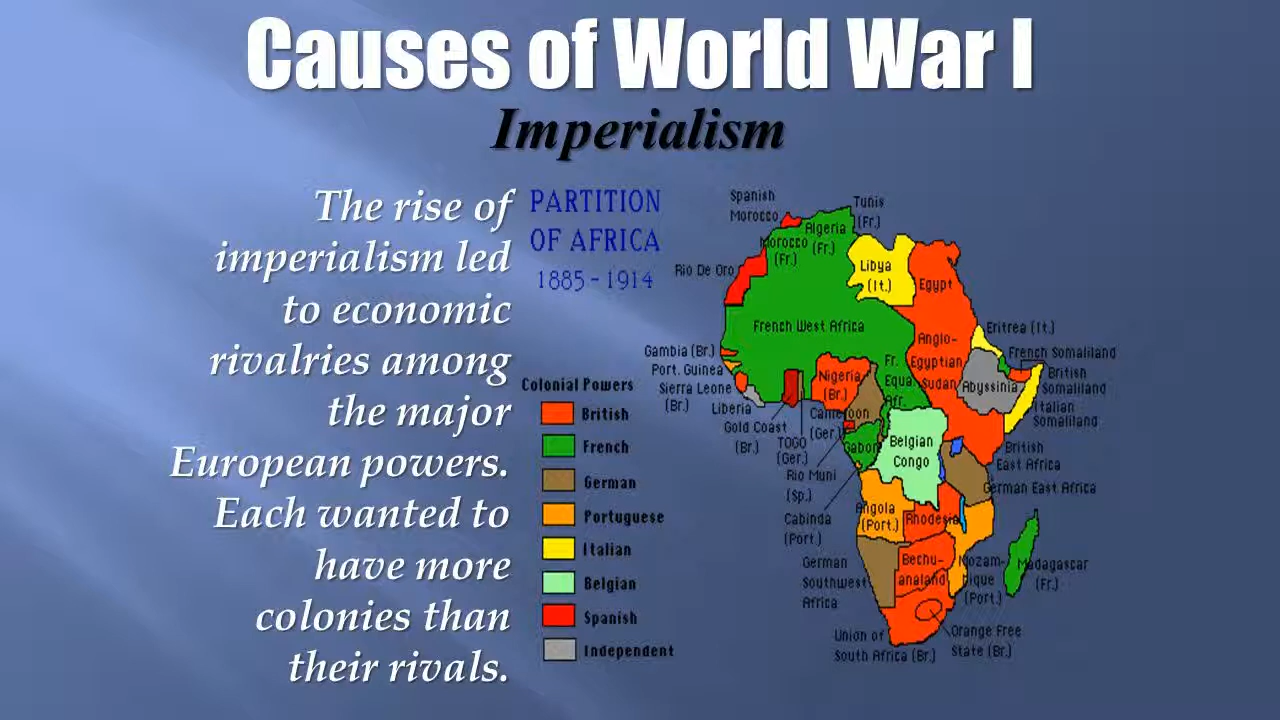 Causes of World War I
Imperialism
The rise of
imperialism led
to economic
rivalries among
the major
European powers.
Each wanted to
have more
colonies than
their rivals.
PARTITION
OF AFRICA
1885 - 1914
Colonial Powers
British
French
German
Portuguese
Italian
Belgian
Spanish
Independent
Spanish
Morocco
Tunis
(Fr.)
Algeria
(Fr.)
Morocco
(Fr.)
Rio De Oro
Libya
(It.)
Egypt
French West Africa
Anglo-
Egyptian
Sudan
Eritrea (It.)
French Somaliland
British
Somaliland
Italian
Somaliland
Abyssinia
Gambia (Br.)
Port. Guinea
Sierra Leone
(Br.)
Liberia
Gold Coast
(Br.)
TOGO
(Ger.)
Nigeria
(Br.)
Cameroon
(Ger.)
Fr.
Equa.
Afr.
Gabon
Rio Muni
(Sp.)
Cabinda
(Port.)
Belgian
Congo
British
East Africa
German East Africa
Angola
(Port.)
Rhodesia
German
Southwest
Africa
Bechu-
analand
Mozam-
bique
(Port.)
Madagascar
(Fr.)
Union of
South Africa (Br.)
Orange Free
State (Br.)